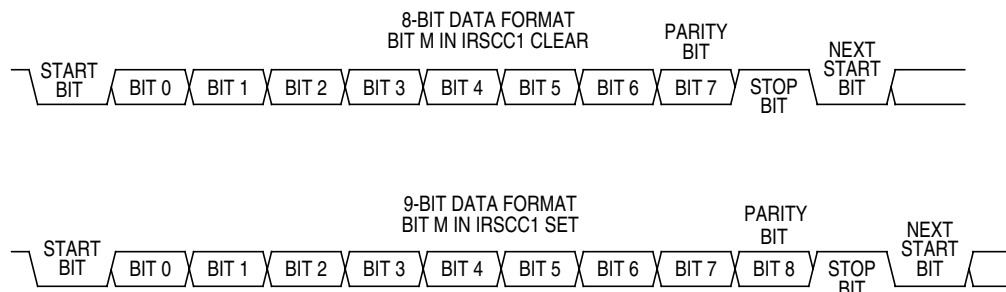 8-BIT DATA FORMAT
BIT M IN IRSCC1 CLEAR
PARITY
BIT
START
BIT
BIT 0
BIT 1
BIT 2
BIT 3
BIT 4
BIT 5
BIT 6
BIT 7
STOP
BIT
NEXT
START
BIT
9-BIT DATA FORMAT
BIT M IN IRSCC1 SET
PARITY
BIT
START
BIT
BIT 0
BIT 1
BIT 2
BIT 3
BIT 4
BIT 5
BIT 6
BIT 7
BIT 8
STOP
BIT
NEXT
START
BIT